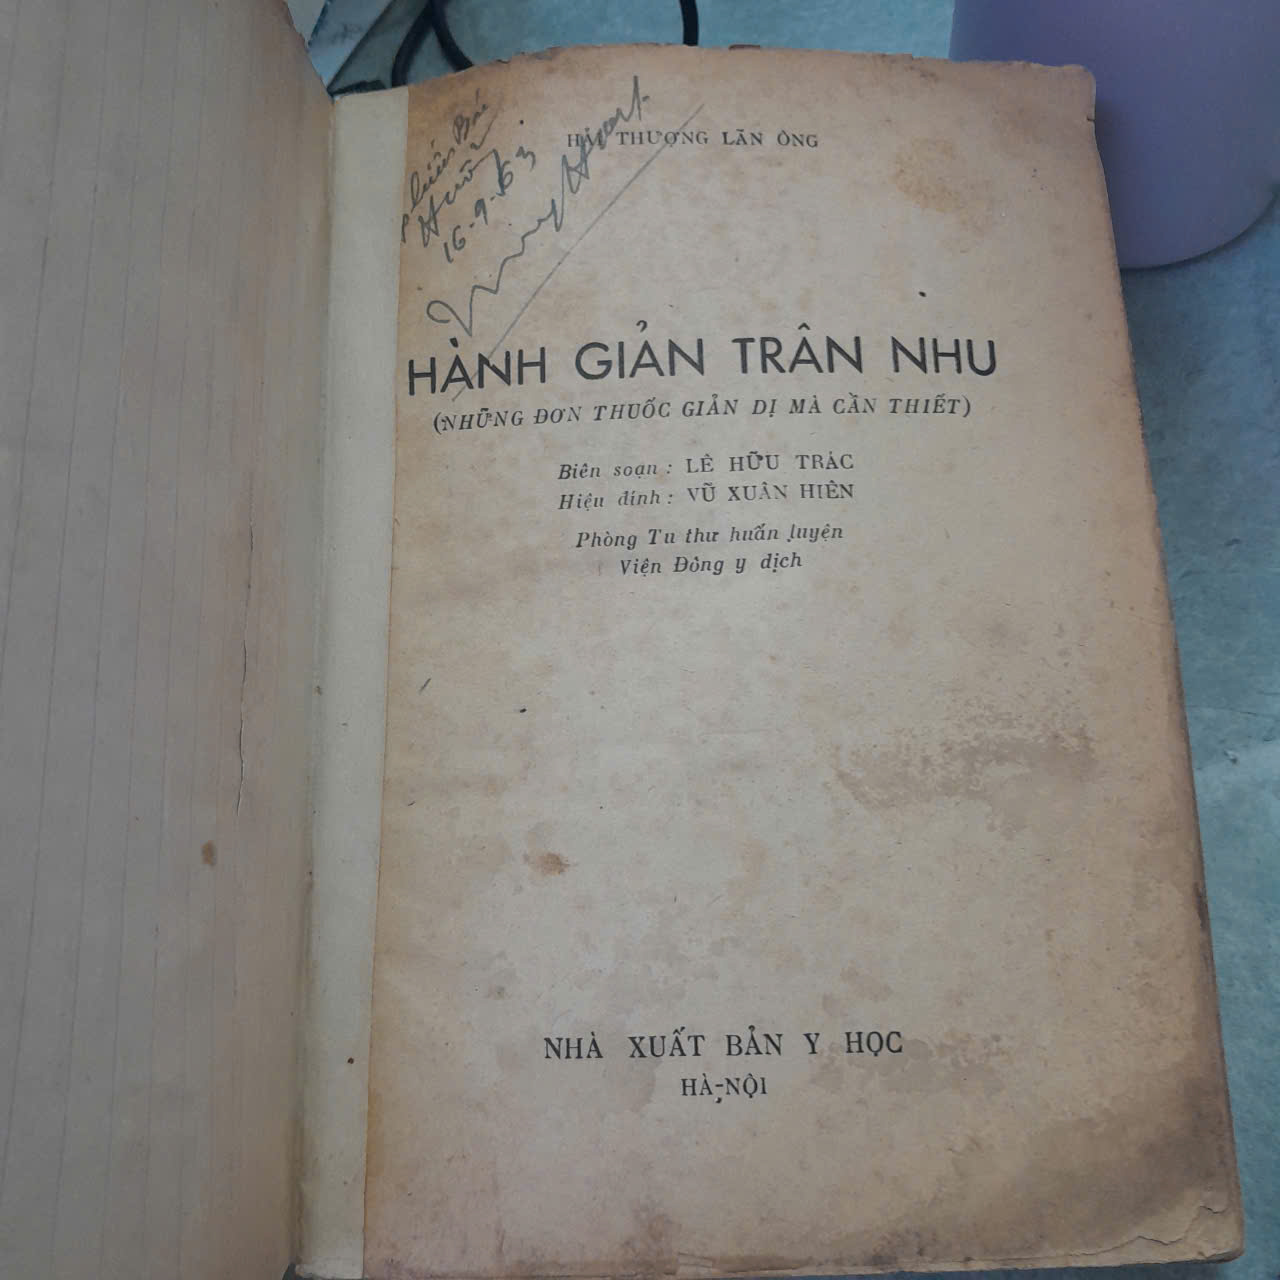 16-9-63
HẢI THƯỢNG LÃN ÔNG
HÀNH GIẢN TRÂN NHU
(NHỮNG ĐƠN THUỐC GIẢN DỊ MÀ CẦN THIẾT)
Biên soạn : LÊ HỮU TRÁC
Hiệu đính : VŨ XUÂN HIÊN
Phòng Tu thư huấn luyện
Viện Đông y dịch
NHÀ XUẤT BẢN Y HỌC
HÀ-NỘI